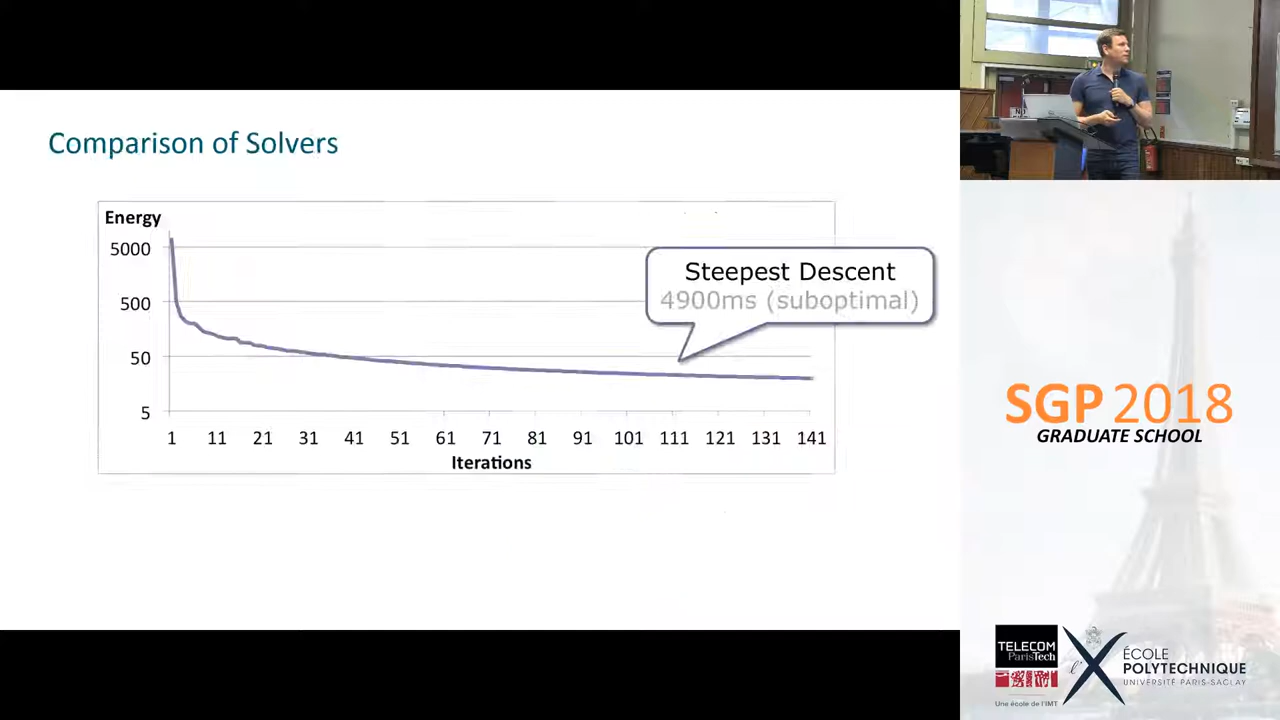 Comparison of Solvers
Energy
5000
500
50
5
1 11 21 31 41 51 61 71 81 91 101 111 121 131 141
Iterations
Steepest Descent
4900ms (suboptimal)
SGP 2018
GRADUATE SCHOOL
TELECOM
ParisTech
Une école de l'IMT
ÉCOLE
POLYTECHNIQUE
UNIVERSITÉ PARIS-SACLAY